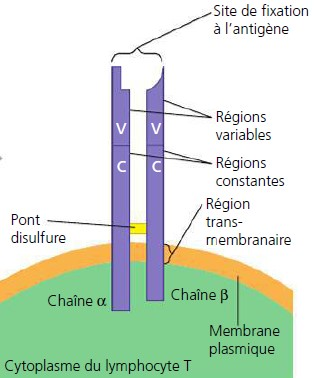 Site de fixation
à l'antigène
V
V
Régions
variables
C
C
Régions
constantes
Région
trans-
membranaire
Pont
disulfure
Chaîne α
Chaîne β
Membrane
plasmique
Cytoplasme du lymphocyte T